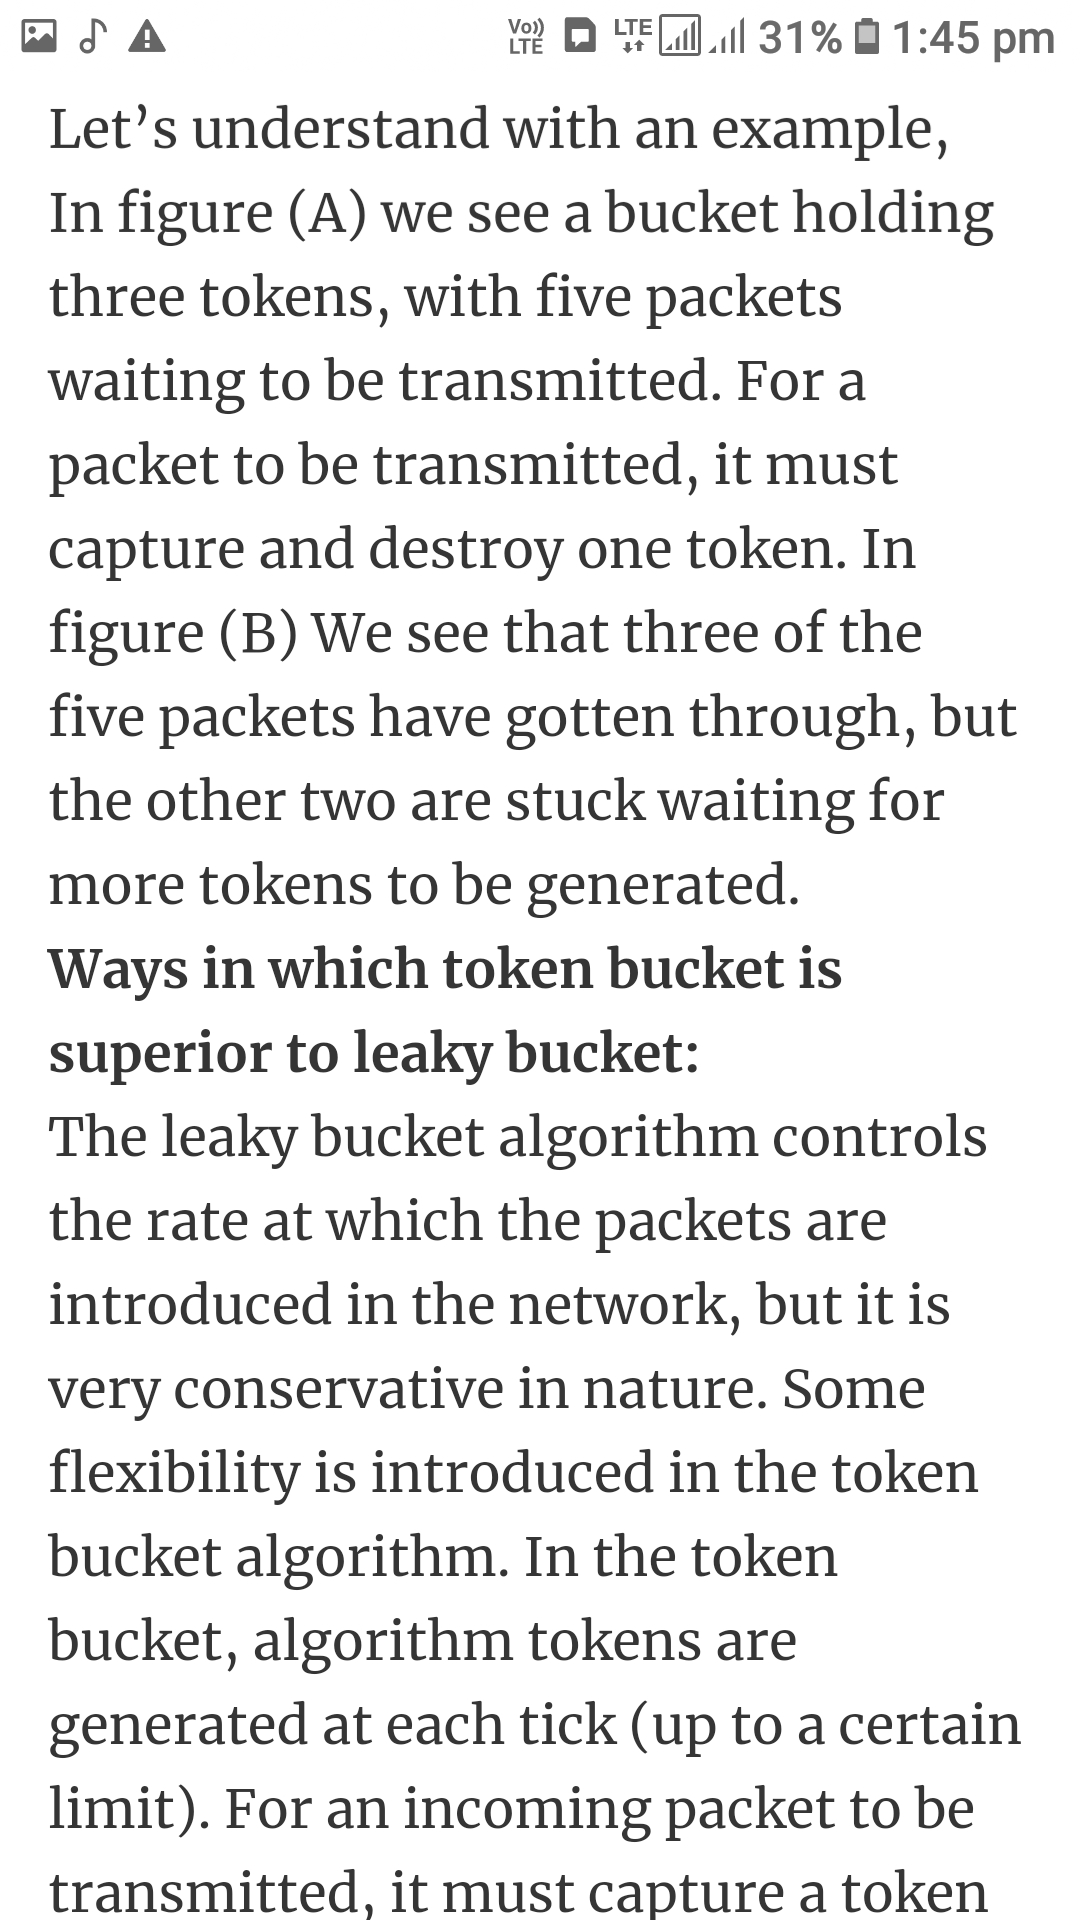 Vo)) LTE LTE 31% 1:45 pm
Let’s understand with an example,
In figure (A) we see a bucket holding
three tokens, with five packets
waiting to be transmitted. For a
packet to be transmitted, it must
capture and destroy one token. In
figure (B) We see that three of the
five packets have gotten through, but
the other two are stuck waiting for
more tokens to be generated.
Ways in which token bucket is
superior to leaky bucket:
The leaky bucket algorithm controls
the rate at which the packets are
introduced in the network, but it is
very conservative in nature. Some
flexibility is introduced in the token
bucket algorithm. In the token
bucket, algorithm tokens are
generated at each tick (up to a certain
limit). For an incoming packet to be
transmitted, it must capture a token